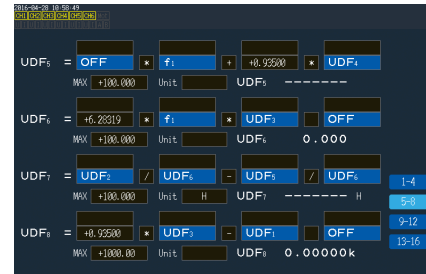 2016-04-28 10:58:49
CH1 CH2 CH3 CH4 CH5 CH6
UDF₅ = OFF * f₁ + +0.93500 * UDF₄
MAX +100.000 Unit UDF₅ -------
UDF₆ = +6.28319 * f₁ * UDF₃ OFF
MAX +100.000 Unit UDF₆ 0.000
UDF₇ = UDF₂ / UDF₆ - UDF₅ / UDF₆
MAX +100.000 Unit H UDF₇ ------- H
UDF₈ = +0.93500 * UDF₃ - UDF₁ OFF
MAX +1000.00 Unit UDF₈ 0.00000k
1-4
5-8
9-12
13-16